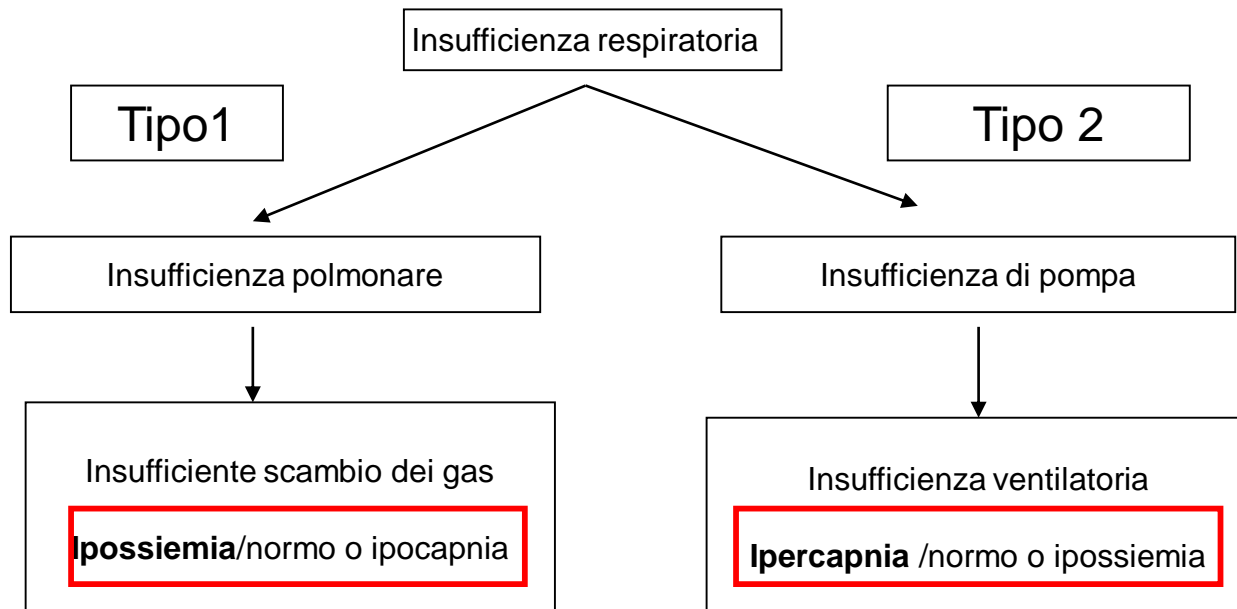 Insufficienza respiratoria
Tipo1
Tipo 2
Insufficienza polmonare
Insufficienza di pompa
Insufficiente scambio dei gas
Ipossiemia/normo o ipocapnia
Insufficienza ventilatoria
Ipercapnia /normo o ipossiemia